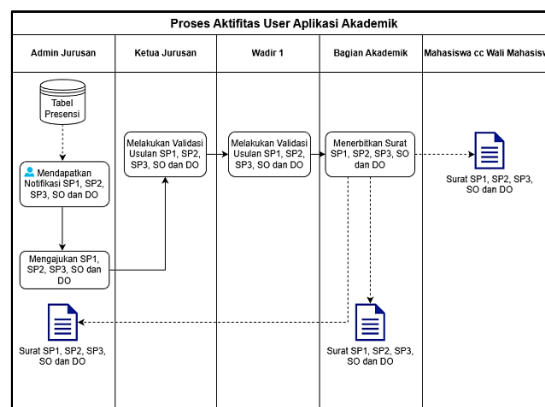 Proses Aktifitas User Aplikasi Akademik
Admin Jurusan
Ketua Jurusan
Wadir 1
Bagian Akademik
Mahasiswa cc Wali Mahasisw
Tabel
Presensi
Mendapatkan
Notifikasi SP1, SP2,
SP3, SO dan DO
Mengajukan SP1,
SP2, SP3, SO dan
DO
Melakukan Validasi
Usulan SP1, SP2,
SP3, SO dan DO
Melakukan Validasi
Usulan SP1, SP2,
SP3, SO dan DO
Menerbitkan Surat
SP1, SP2, SP3, SO
dan DO
Surat SP1, SP2, SP3,
SO dan DO
Surat SP1, SP2, SP3,
SO dan DO
Surat SP1, SP2, SP3,
SO dan DO